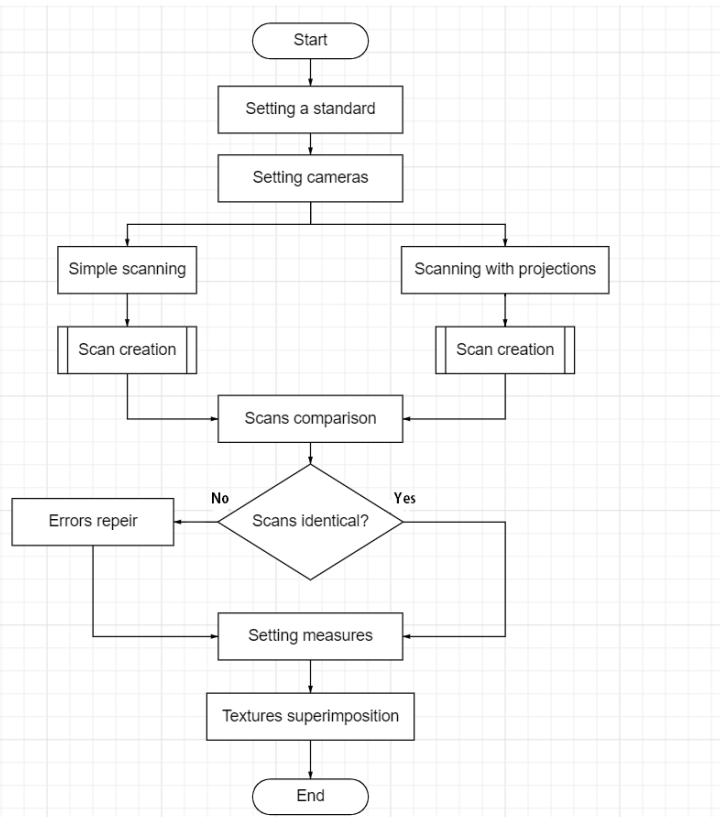 Start
Setting a standard
Setting cameras
Simple scanning
Scanning with projections
Scan creation
Scan creation
Scans comparison
No
Yes
Errors repeir
Scans identical?
Setting measures
Textures superimposition
End